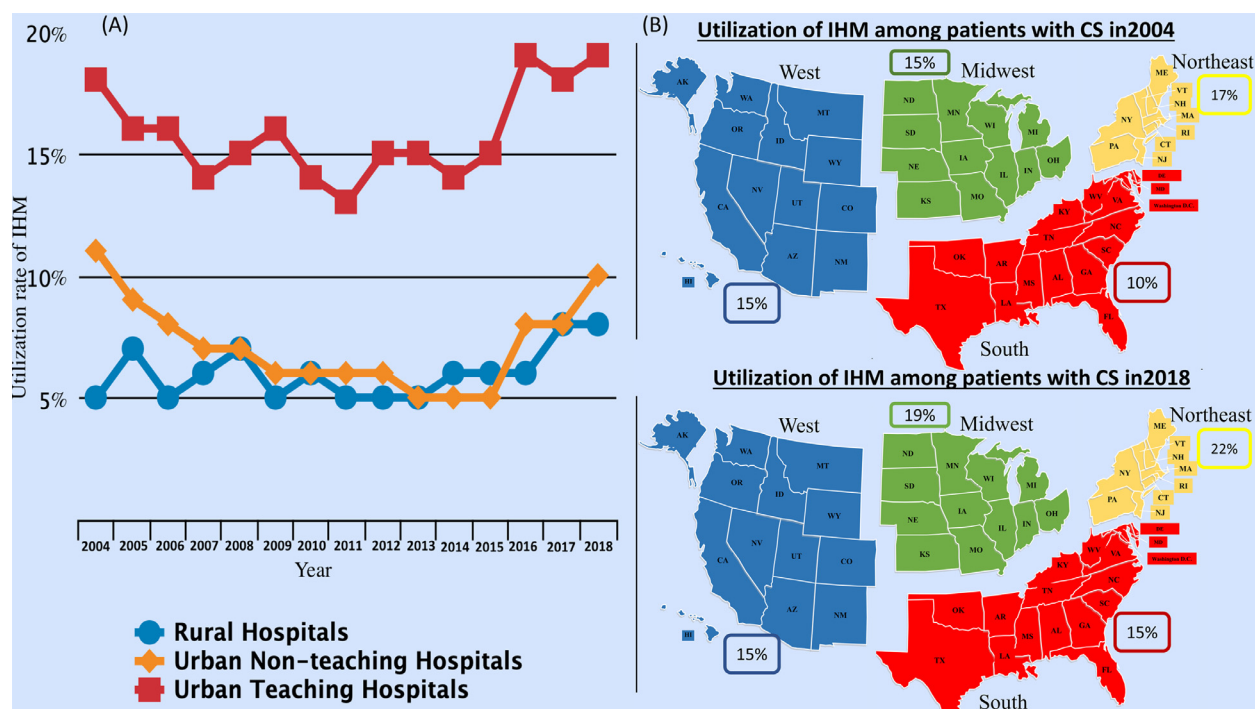 (A)
20%
15%
10%
5%
Utilization rate of IHM
2004 2005 2006 2007 2008 2009 2010 2011 2012 2013 2014 2015 2016 2017 2018
Year
Rural Hospitals
Urban Non-teaching Hospitals
Urban Teaching Hospitals
(B)
Utilization of IHM among patients with CS in2004
West
15%
Midwest
Northeast
17%
AK
WA
MT
OR
ID
WY
NV
CA
UT
CO
AZ
NM
HI
15%
ND
MN
SD
WI
MI
NE
IA
IL
IN
OH
KS
MO
ME
VT
NH
NY
MA
RI
PA
CT
NJ
DE
MD
Washington D.C.
WV
VA
KY
NC
TN
SC
OK
AR
MS
AL
GA
TX
LA
FL
10%
South
Utilization of IHM among patients with CS in2018
West
19%
Midwest
Northeast
22%
AK
WA
MT
OR
ID
WY
NV
CA
UT
CO
AZ
NM
HI
15%
ND
MN
SD
WI
MI
NE
IA
IL
IN
OH
KS
MO
ME
VT
NH
NY
MA
RI
PA
CT
NJ
DE
MD
Washington D.C.
WV
VA
KY
NC
TN
SC
OK
AR
MS
AL
GA
TX
LA
FL
15%
South